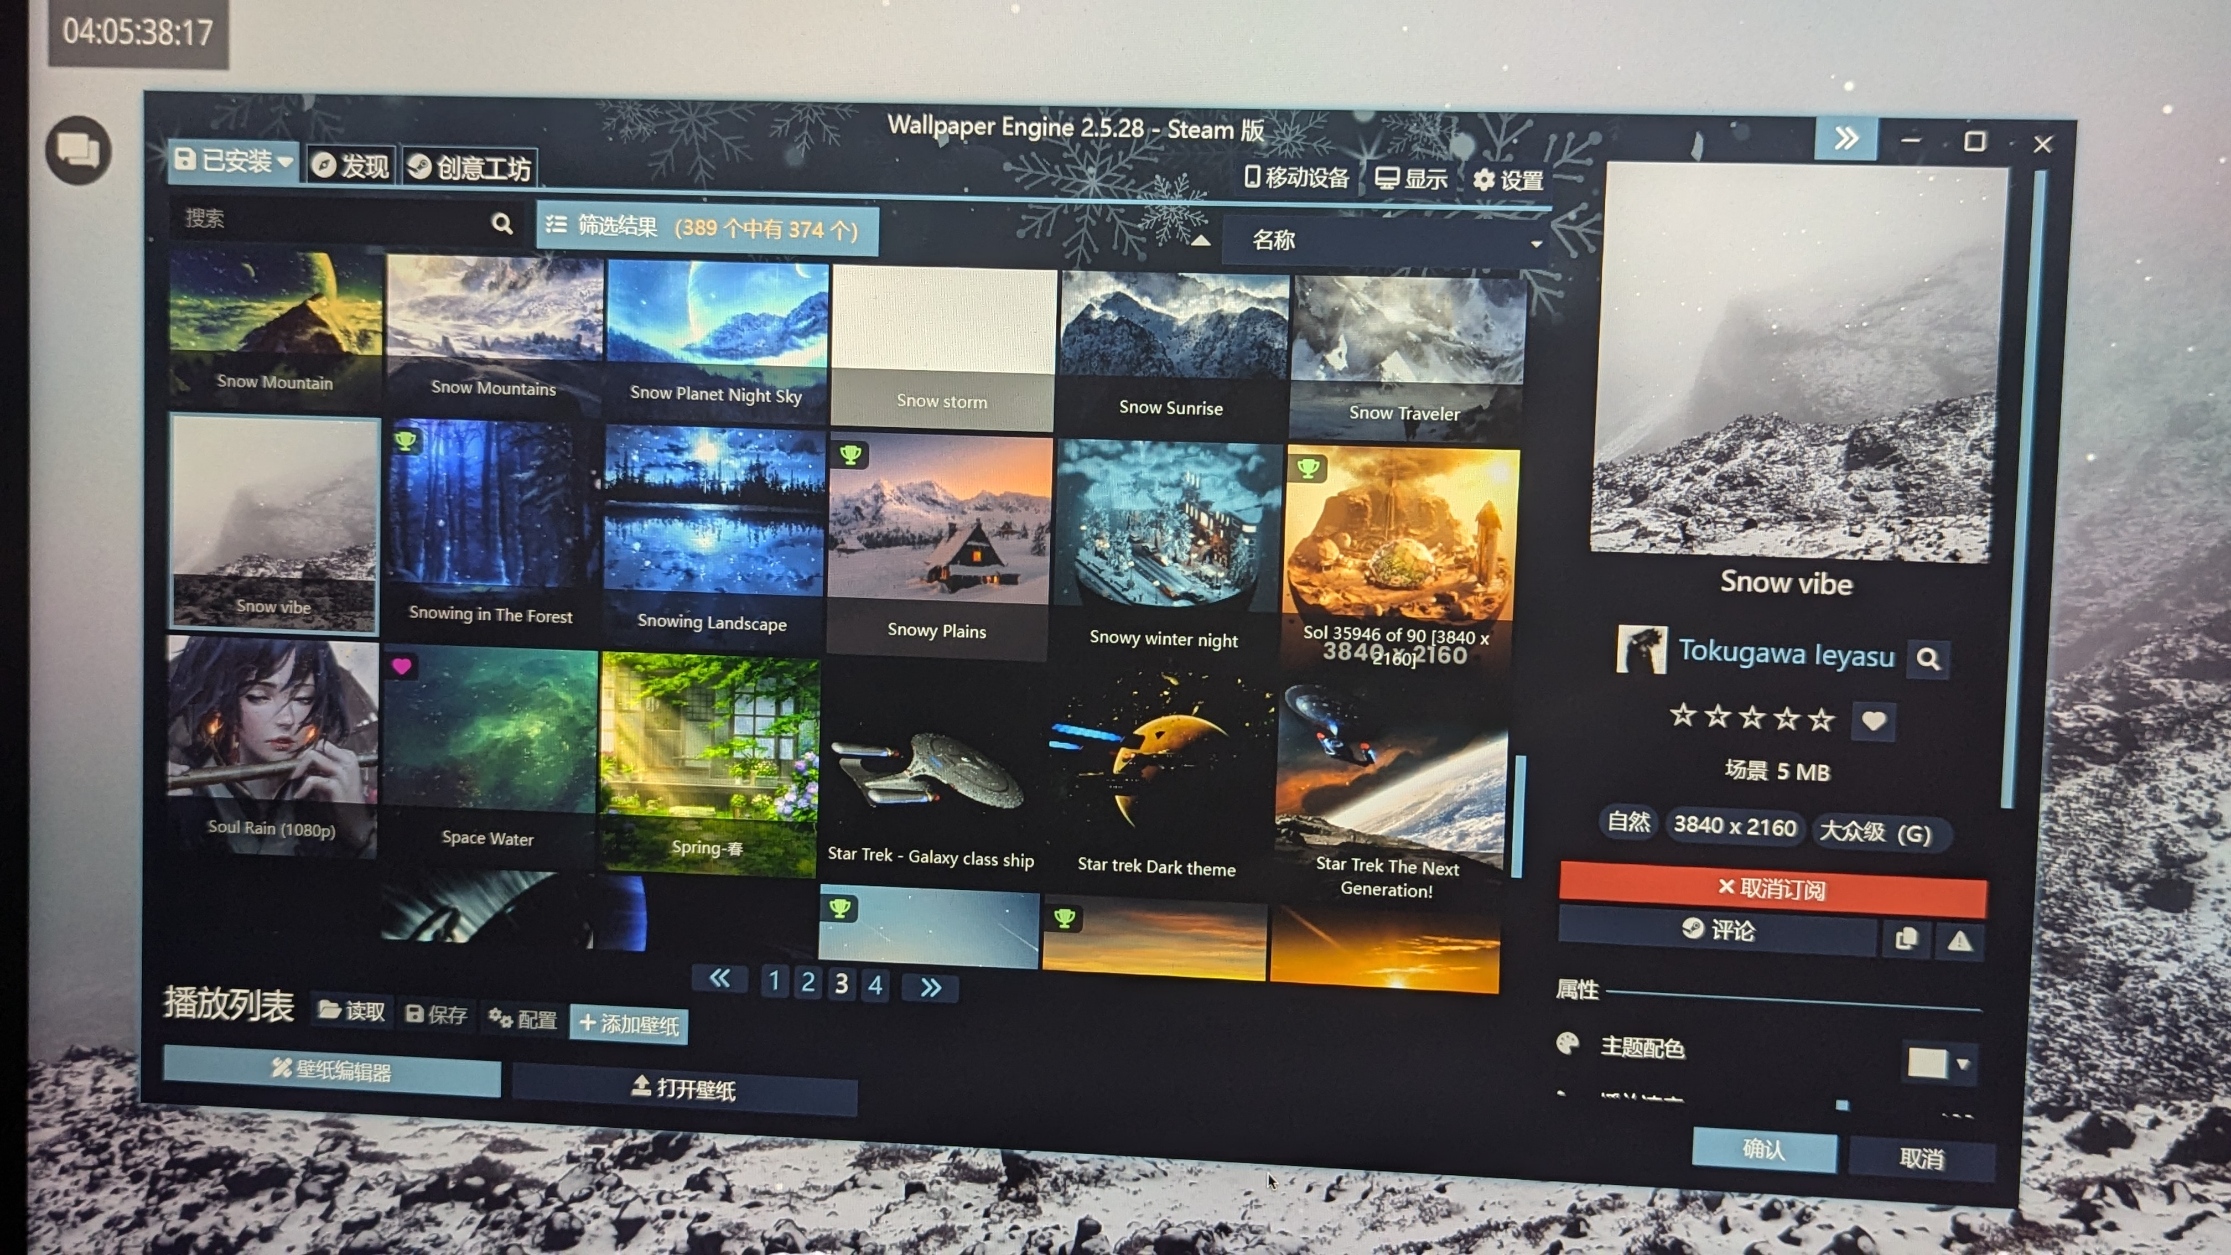 04:05:38:17
Wallpaper Engine 2.5.28 - Steam 版
已安装
发现
创意工坊
移动设备
显示
设置
搜索
筛选结果 (389 个中有 374 个)
名称
Snow Mountain
Snow Mountains
Snow Planet Night Sky
Snow storm
Snow Sunrise
Snow Traveler
Snow vibe
Snowing in The Forest
Snowing Landscape
Snowy Plains
Snowy winter night
Sol 35946 of 90 [3840 x
2160]
3840 x 2160
Soul Rain (1080p)
Space Water
Spring-春
Star Trek - Galaxy class ship
Star trek Dark theme
Star Trek The Next
Generation!
1 2 3 4
播放列表
读取
保存
配置
添加壁纸
壁纸编辑器
打开壁纸
Snow vibe
Tokugawa Ieyasu
场景 5 MB
自然
3840 x 2160
大众级 (G)
取消订阅
评论
属性
主题配色
确认
取消